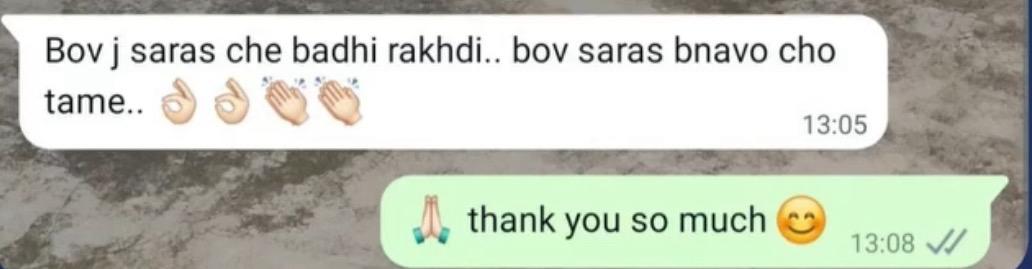 Bov j saras che badhi rakhdi.. bov saras bnavo cho
tame.. 👌🏻👌🏻👏🏻👏🏻
13:05
🙏🏻 thank you so much 😊
13:08